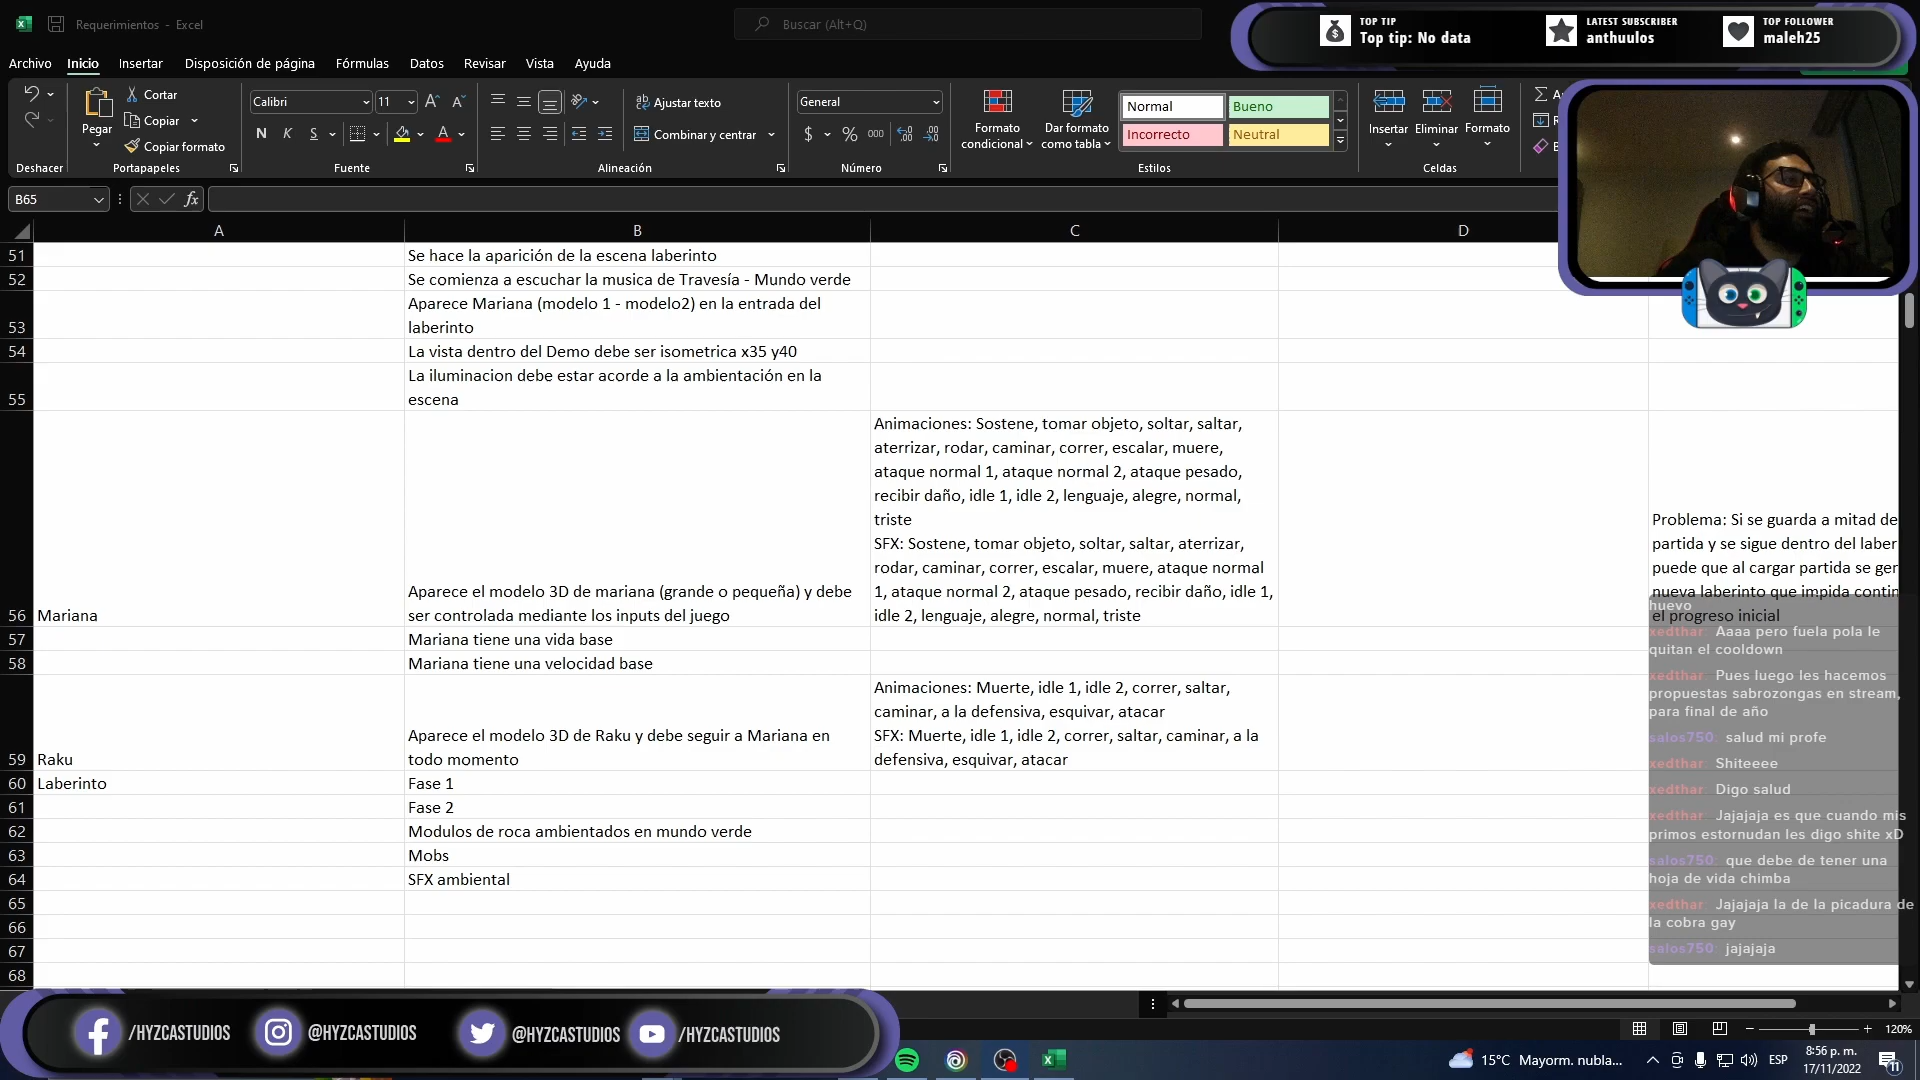 Requerimientos - Excel
Buscar (Alt+Q)
TOP TIP
Top tip: No data
LATEST SUBSCRIBER
anthuulos
TOP FOLLOWER
maleh25
Archivo Inicio Insertar Disposición de página Fórmulas Datos Revisar Vista Ayuda
Pegar
Cortar
Copiar
Copiar formato
Calibri 11
N K S
Ajustar texto
Combinar y centrar
General
$ % 000
Formato condicional
Dar formato como tabla
Normal Bueno
Incorrecto Neutral
Insertar Eliminar Formato
Deshacer Portapapeles Fuente Alineación Número Estilos Celdas
B65
fx
A B C D
51 Se hace la aparición de la escena laberinto
52 Se comienza a escuchar la musica de Travesía - Mundo verde
Aparece Mariana (modelo 1 - modelo2) en la entrada del
53 laberinto
54 La vista dentro del Demo debe ser isometrica x35 y40
La iluminacion debe estar acorde a la ambientación en la
55 escena
Animaciones: Sostene, tomar objeto, soltar, saltar,
aterrizar, rodar, caminar, correr, escalar, muere,
ataque normal 1, ataque normal 2, ataque pesado,
recibir daño, idle 1, idle 2, lenguaje, alegre, normal,
triste
SFX: Sostene, tomar objeto, soltar, saltar, aterrizar,
rodar, caminar, correr, escalar, muere, ataque normal
1, ataque normal 2, ataque pesado, recibir daño, idle 1,
idle 2, lenguaje, alegre, normal, triste
Problema: Si se guarda a mitad de
partida y se sigue dentro del laber
puede que al cargar partida se ger
nueva laberinto que impida contin
el progreso inicial
Aparece el modelo 3D de mariana (grande o pequeña) y debe
56 Mariana ser controlada mediante los inputs del juego
57 Mariana tiene una vida base
58 Mariana tiene una velocidad base
Animaciones: Muerte, idle 1, idle 2, correr, saltar,
caminar, a la defensiva, esquivar, atacar
SFX: Muerte, idle 1, idle 2, correr, saltar, caminar, a la
defensiva, esquivar, atacar
Aparece el modelo 3D de Raku y debe seguir a Mariana en
59 Raku todo momento
60 Laberinto Fase 1
61 Fase 2
62 Modulos de roca ambientados en mundo verde
63 Mobs
64 SFX ambiental
65
66
67
68
huevo
xedthar: Aaaa pero fuela pola le
quitan el cooldown
xedthar: Pues luego les hacemos
propuestas sabrozongas en stream,
para final de año
salos750: salud mi profe
xedthar: Shiteeee
xedthar: Digo salud
xedthar: Jajajaja es que cuando mis
primos estornudan les digo shite xD
salos750: que debe de tener una
hoja de vida chimba
xedthar: Jajajaja la de la picadura de
la cobra gay
salos750: jajajaja
/HYZCASTUDIOS @HYZCASTUDIOS @HYZCASTUDIOS /HYZCASTUDIOS
120%
15°C Mayorm. nubla...
ESP
8:56 p. m.
17/11/2022
11